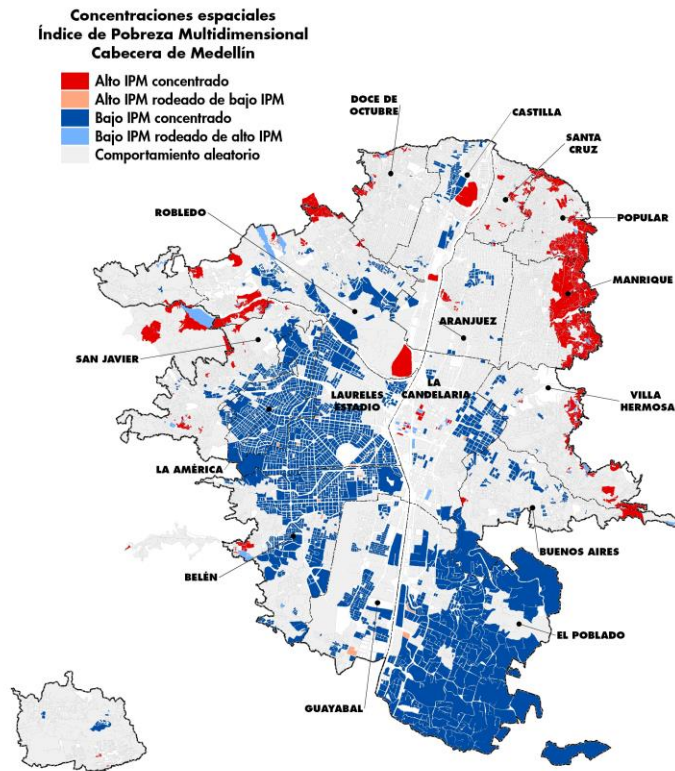 Concentraciones espaciales
Índice de Pobreza Multidimensional
Cabecera de Medellín
Alto IPM concentrado
Alto IPM rodeado de bajo IPM
Bajo IPM concentrado
Bajo IPM rodeado de alto IPM
Comportamiento aleatorio
DOCE DE
OCTUBRE
CASTILLA
SANTA
CRUZ
ROBLEDO
POPULAR
MANRIQUE
ARANJUEZ
SAN JAVIER
LAURELES
ESTADIO
LA
CANDELARIA
VILLA
HERMOSA
LA AMÉRICA
BUENOS AIRES
BELÉN
EL POBLADO
GUAYABAL